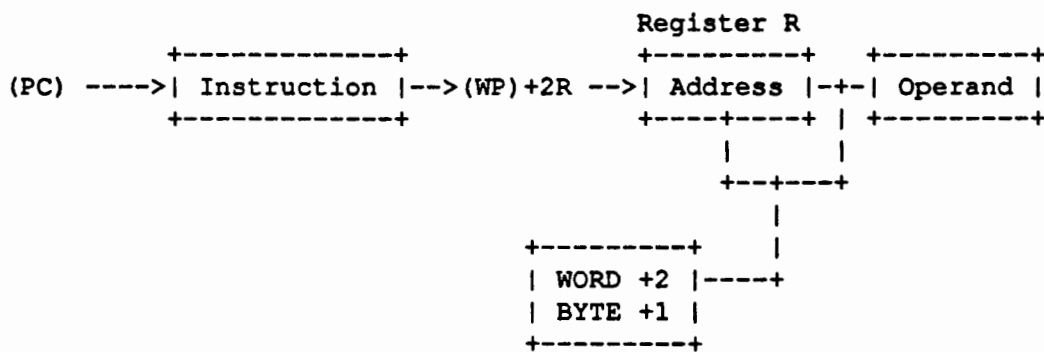 Register R
(PC) ---->| Instruction |-->(WP)+2R -->| Address |-+-| Operand |
WORD +2
BYTE +1